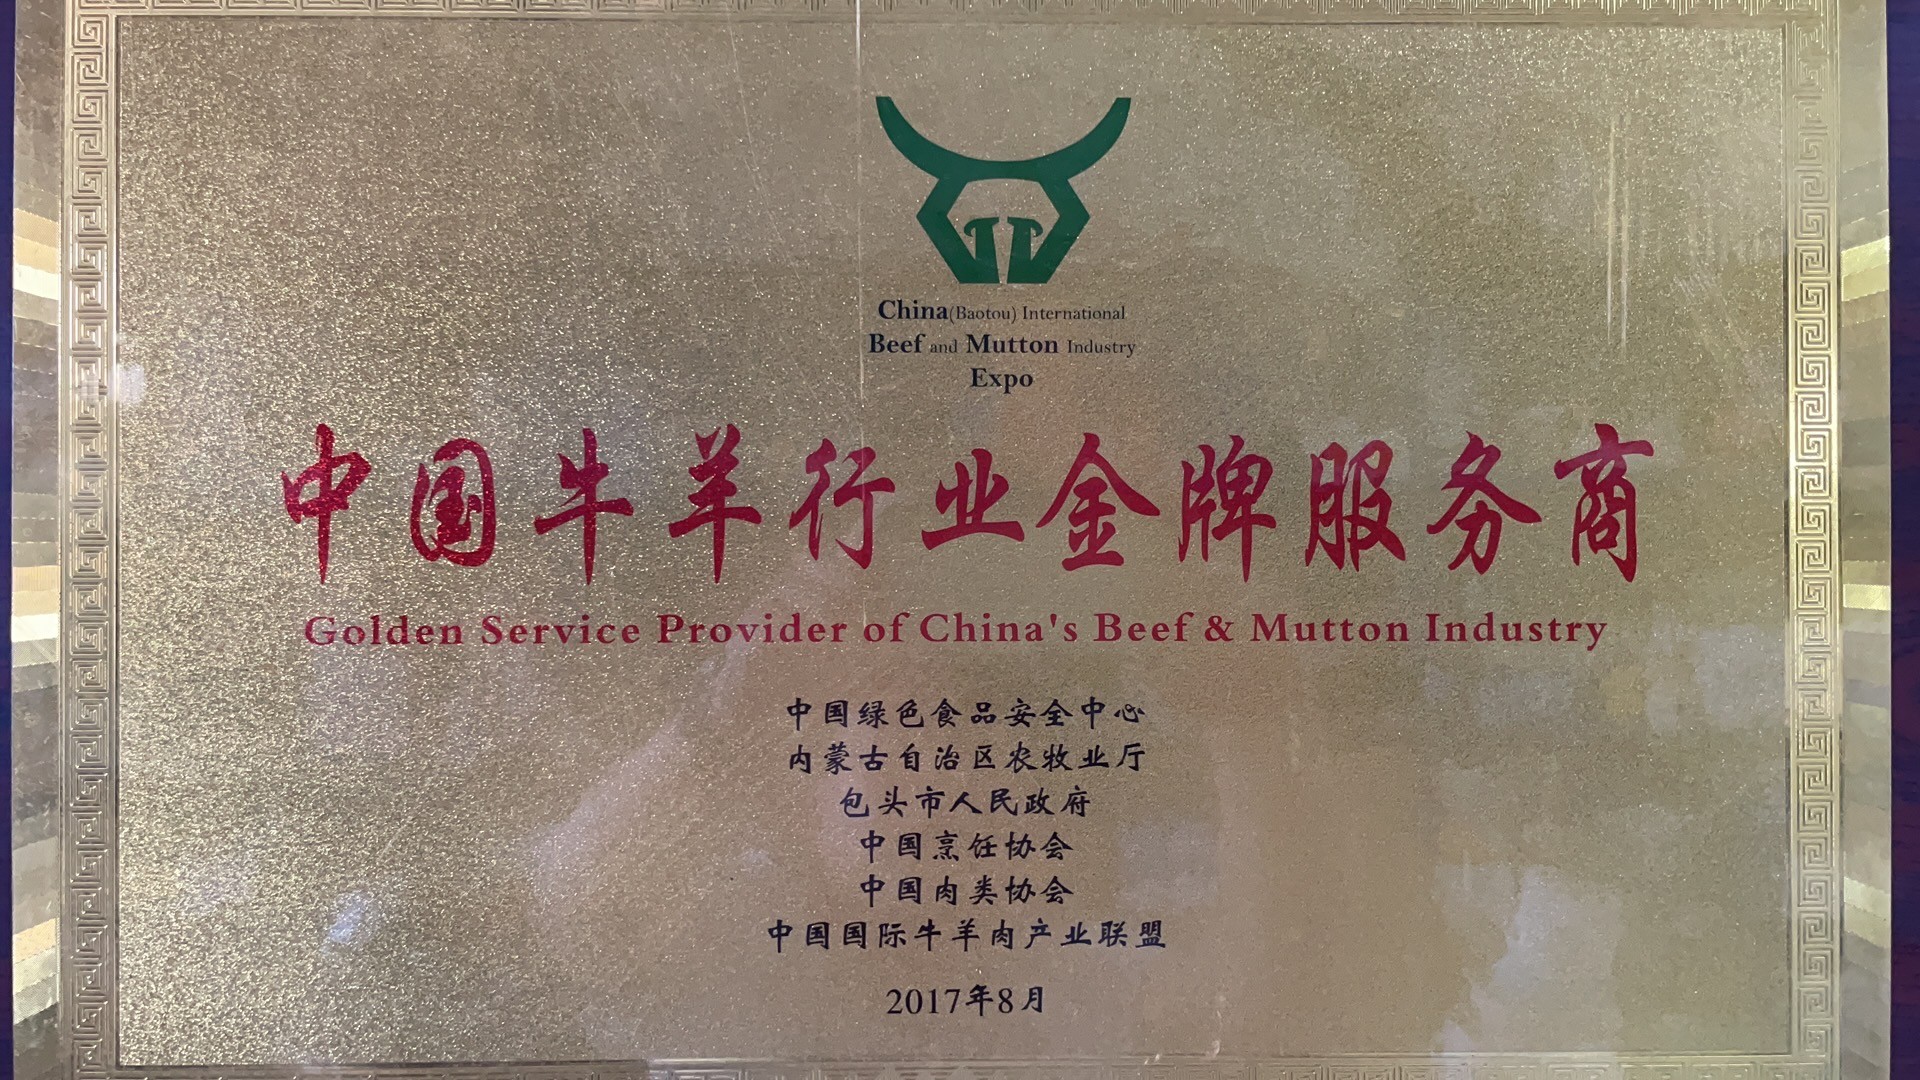 China(Baotou) International
Beef and Mutton Industry
Expo
中国牛羊行业金牌服务商
Golden Service Provider of China's Beef & Mutton Industry
中国绿色食品安全中心
内蒙古自治区农牧业厅
包头市人民政府
中国烹饪协会
中国肉类协会
中国国际牛羊肉产业联盟
2017年8月